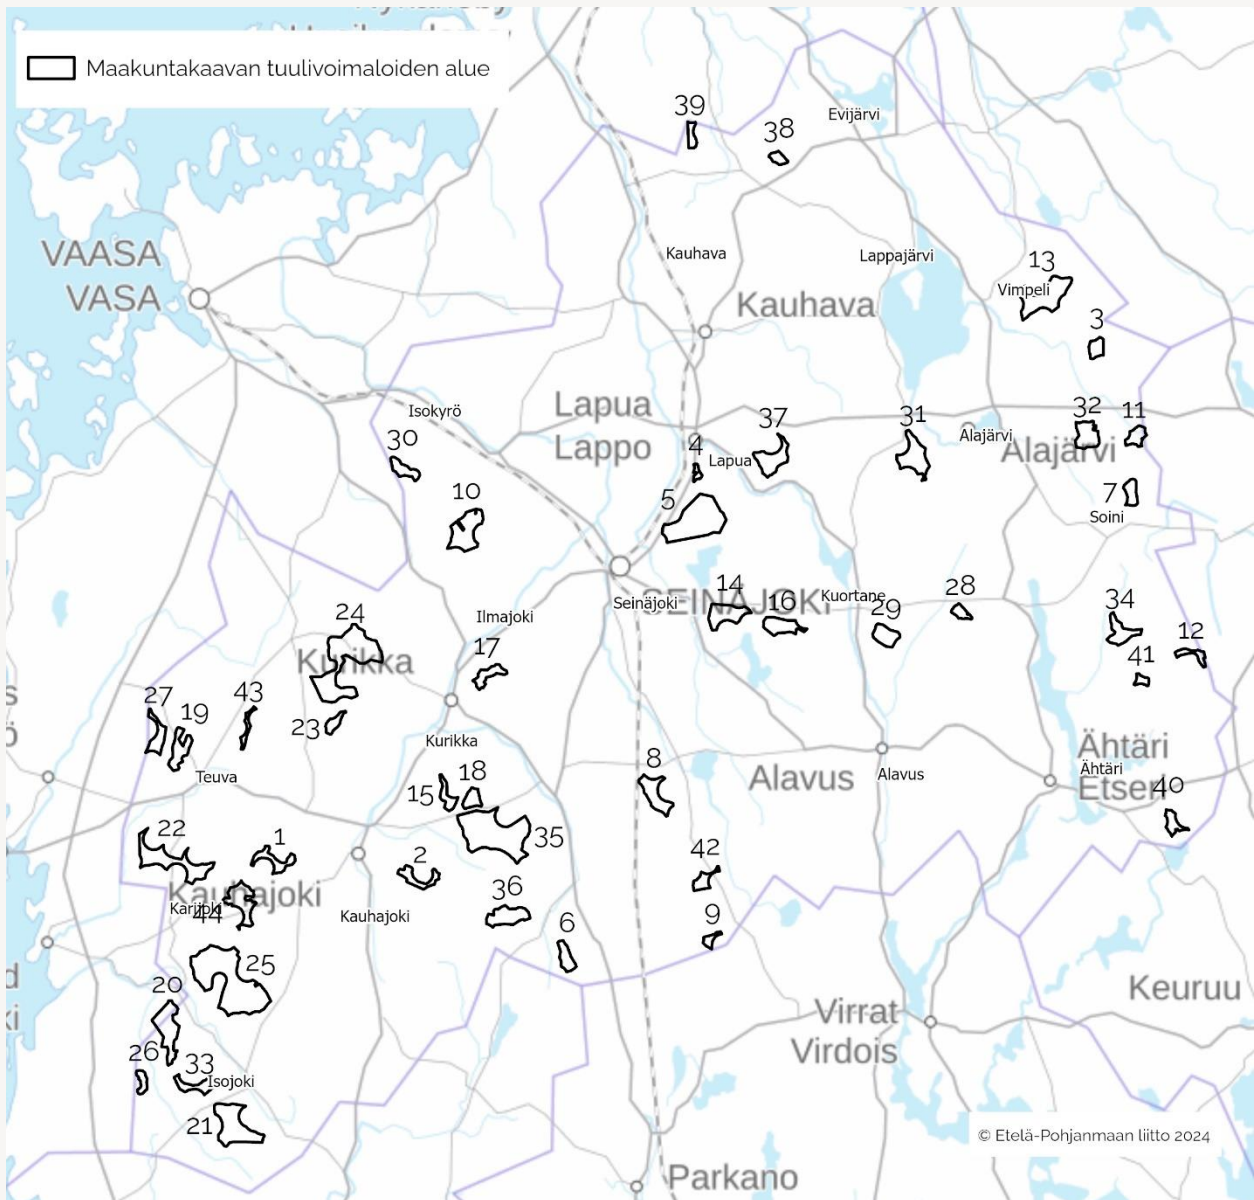 Maakuntakaavan tuulivoimaloiden alue
39
38
Evijärvi
VAASA
VASA
Kauhava
Lappajärvi
13
Vimpeli
Kauhava
3
Isokyrö
Lapua
Lappo
37
31
32
11
30
4
Lapua
Alajärvi
Alajärvi
10
5
7
Soini
14
28
Seinäjoki
SEINÄJOKI
16
Kuortane
29
34
24
Ilmajoki
12
Kurikka
17
41
27
19
43
23
Kurikka
Teuva
8
Alavus
Alavus
Ähtäri
Ähtäri
Etseri
15
18
40
22
1
2
35
42
Kauhajoki
Karijoki
44
Kauhajoki
36
6
9
25
20
Keuruu
Virrat
Virdois
26
33
Isojoki
21
© Etelä-Pohjanmaan liitto 2024
Parkano